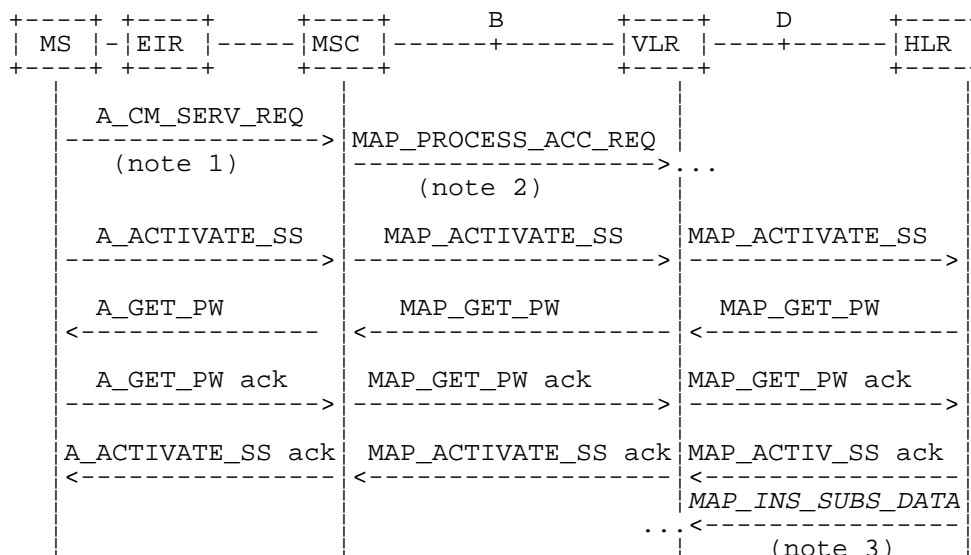 B D
MS EIR MSC VLR HLR
A_CM_SERV_REQ
MAP_PROCESS_ACC_REQ
(note 1) ...
(note 2)
A_ACTIVATE_SS MAP_ACTIVATE_SS MAP_ACTIVATE_SS
A_GET_PW MAP_GET_PW MAP_GET_PW
A_GET_PW ack MAP_GET_PW ack MAP_GET_PW ack
A_ACTIVATE_SS ack MAP_ACTIVATE_SS ack MAP_ACTIV_SS ack
MAP_INS_SUBS_DATA
...
(note 3)